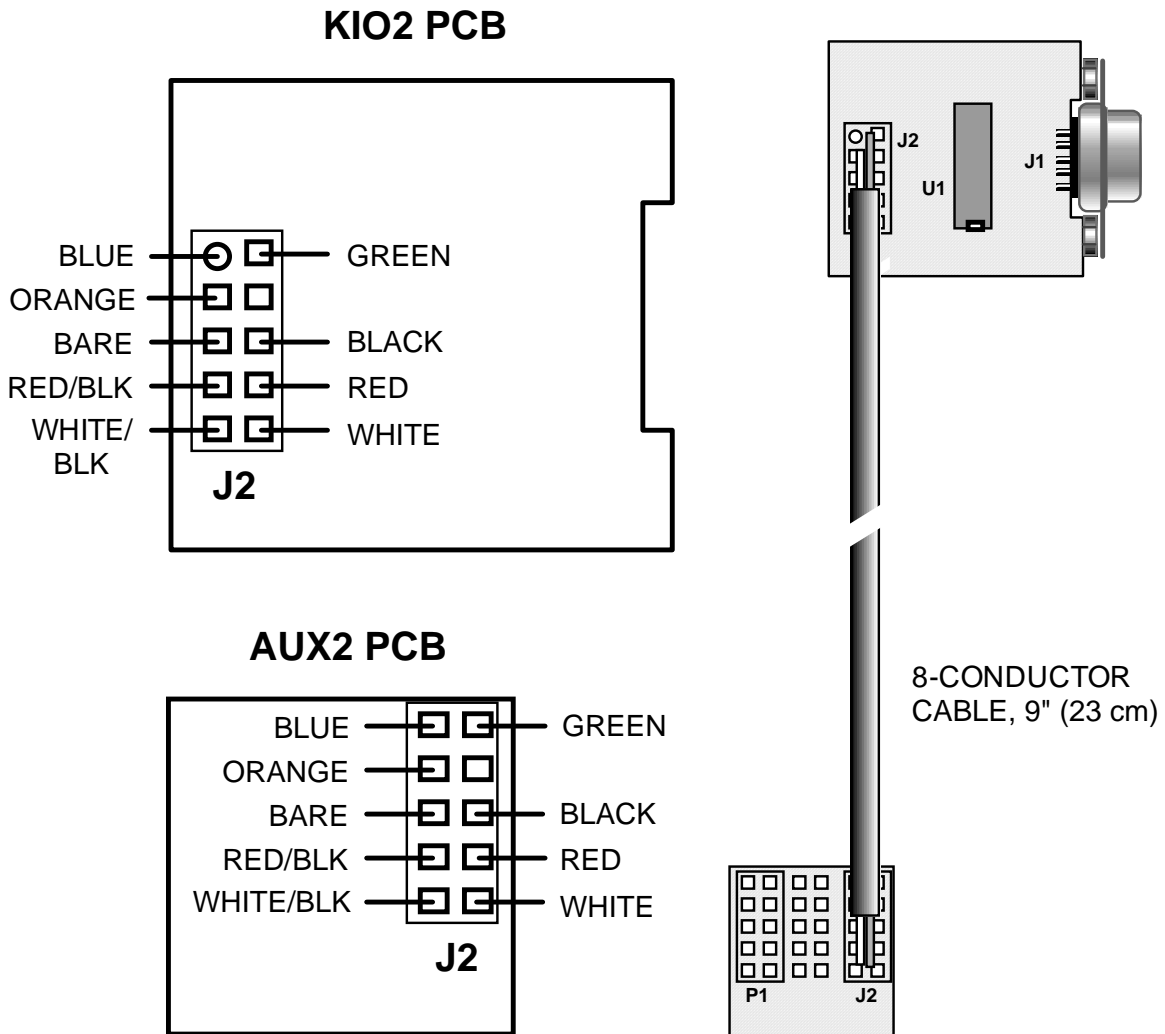 KIO2 PCB
BLUE
GREEN
ORANGE
BARE
BLACK
RED/BLK
RED
WHITE/
BLK
WHITE
J2
J2
U1
J1
AUX2 PCB
BLUE
GREEN
ORANGE
BARE
BLACK
RED/BLK
RED
WHITE/BLK
WHITE
J2
8-CONDUCTOR
CABLE, 9" (23 cm)
P1
J2